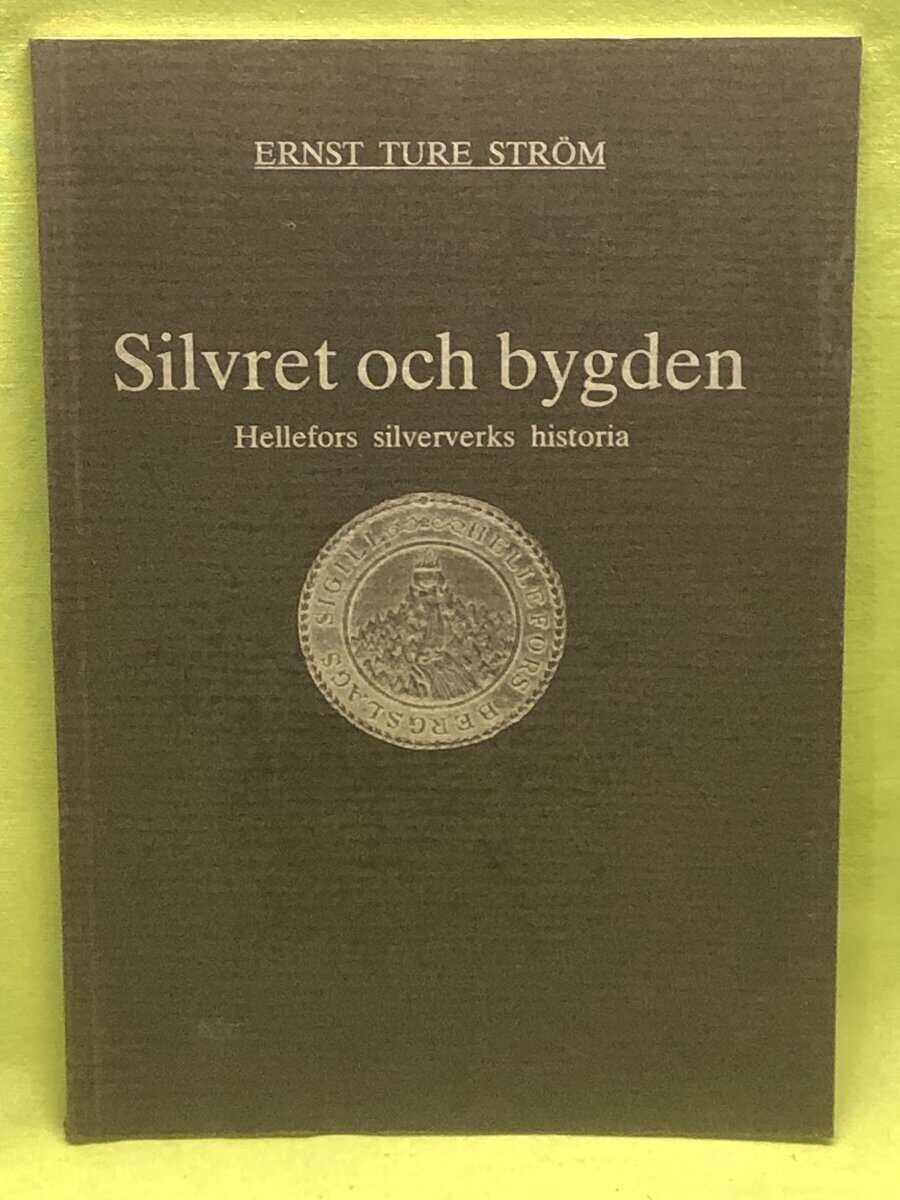 ERNST TURE STRÖM
Silvret och bygden
Hellefors silververks historia
HELLEFORS BERGSLAGS SIGILL